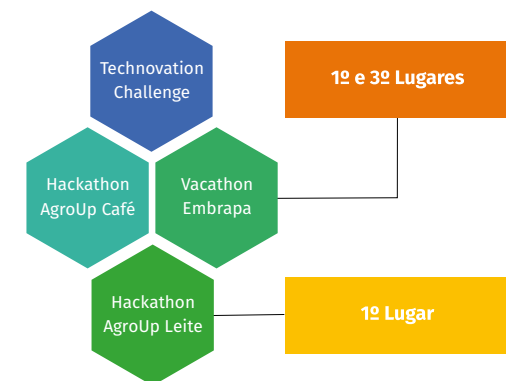 Technovation
Challenge
1º e 3º Lugares
Hackathon
AgroUp Café
Vacathon
Embrapa
Hackathon
AgroUp Leite
1º Lugar